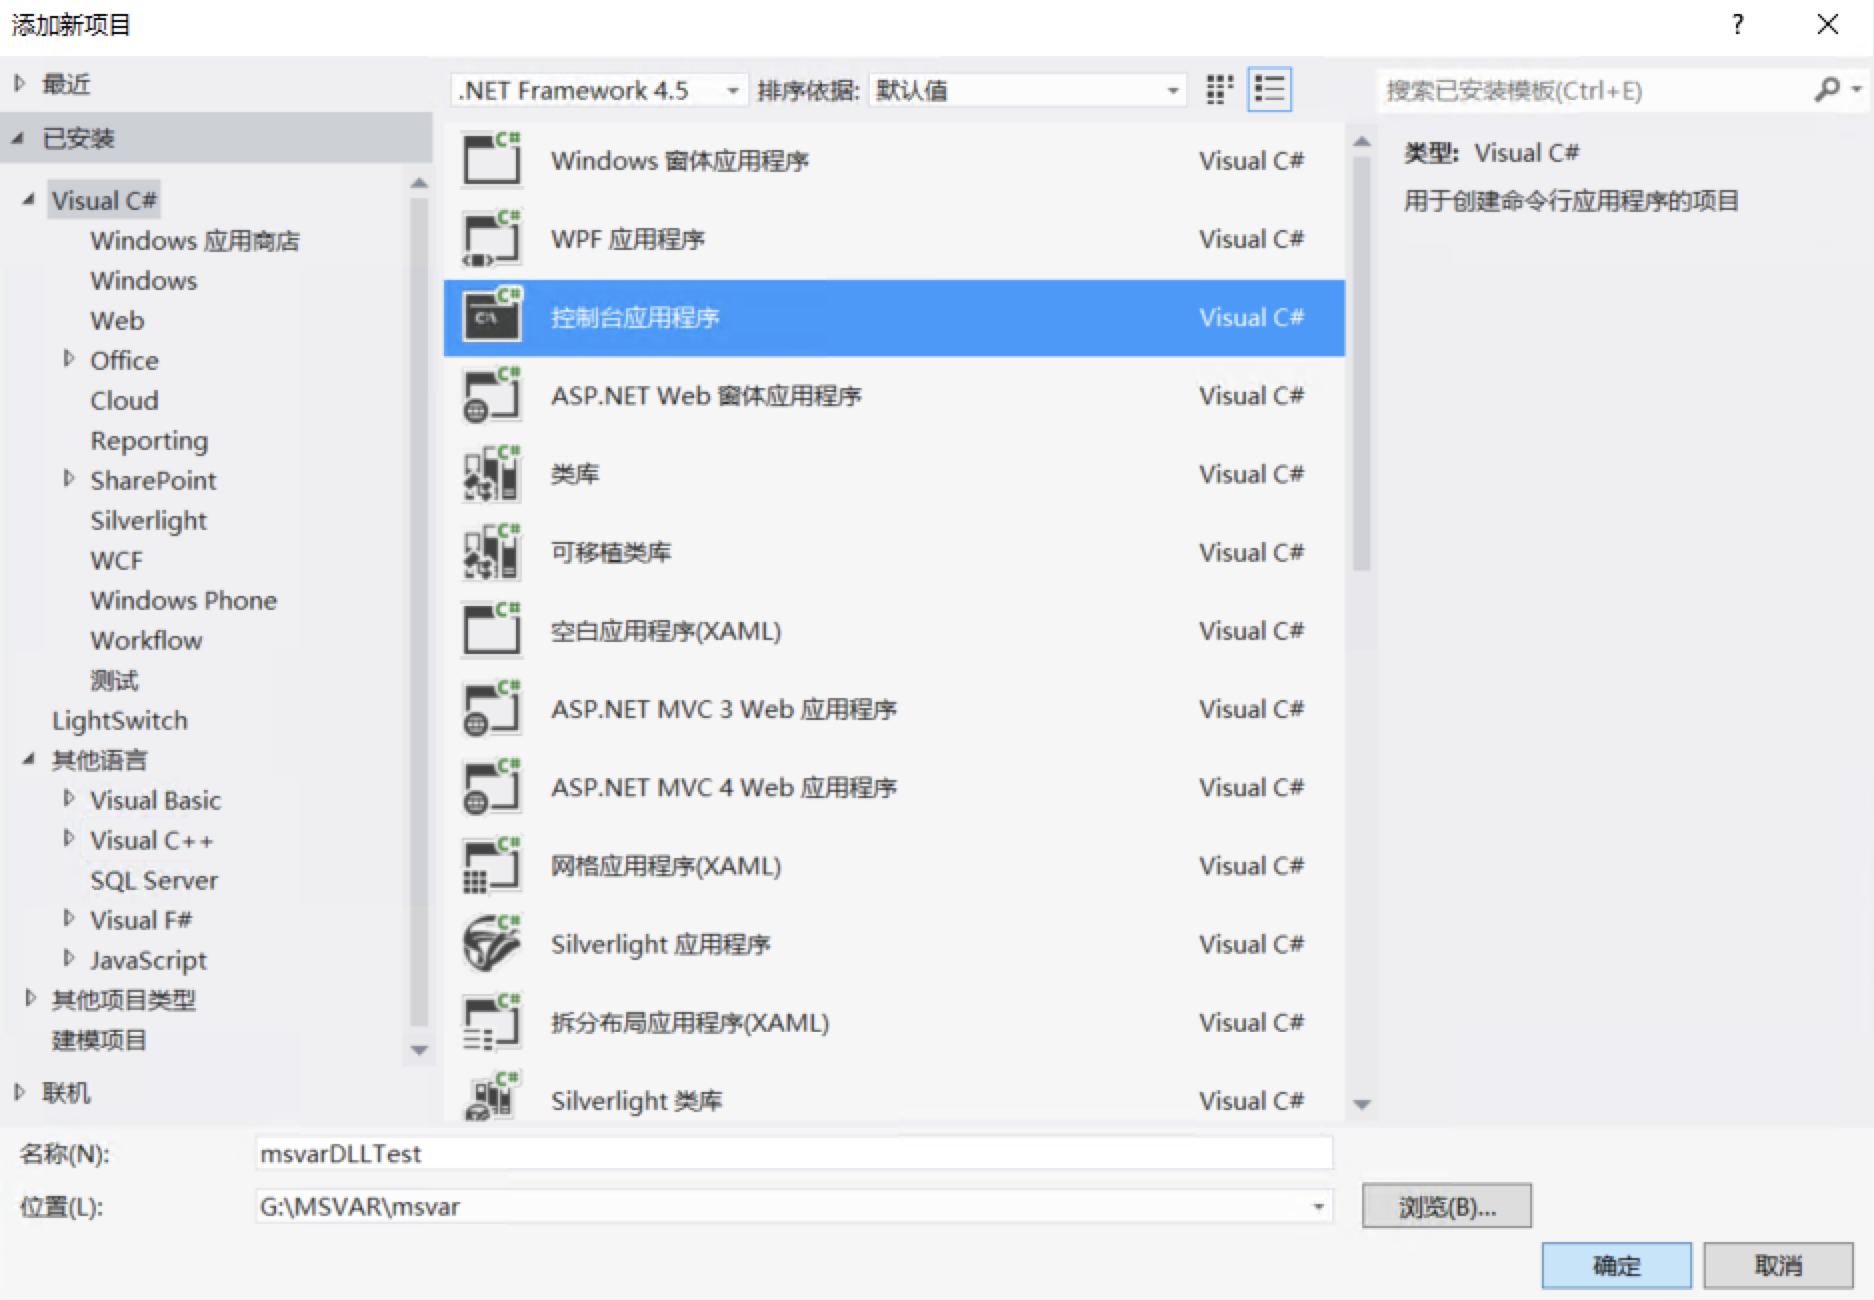 添加新项目
?
最近
.NET Framework 4.5
排序依据: 默认值
搜索已安装模板(Ctrl+E)
已安装
Visual C#
Windows 应用商店
Windows
Web
Office
Cloud
Reporting
SharePoint
Silverlight
WCF
Windows Phone
Workflow
测试
LightSwitch
其他语言
Visual Basic
Visual C++
SQL Server
Visual F#
JavaScript
其他项目类型
建模项目
联机
Windows 窗体应用程序 Visual C#
WPF 应用程序 Visual C#
控制台应用程序 Visual C#
ASP.NET Web 窗体应用程序 Visual C#
类库 Visual C#
可移植类库 Visual C#
空白应用程序(XAML) Visual C#
ASP.NET MVC 3 Web 应用程序 Visual C#
ASP.NET MVC 4 Web 应用程序 Visual C#
网格应用程序(XAML) Visual C#
Silverlight 应用程序 Visual C#
拆分布局应用程序(XAML) Visual C#
Silverlight 类库 Visual C#
类型: Visual C#
用于创建命令行应用程序的项目
名称(N): msvarDLLTest
位置(L): G:\MSVAR\msvar
浏览(B)...
确定
取消